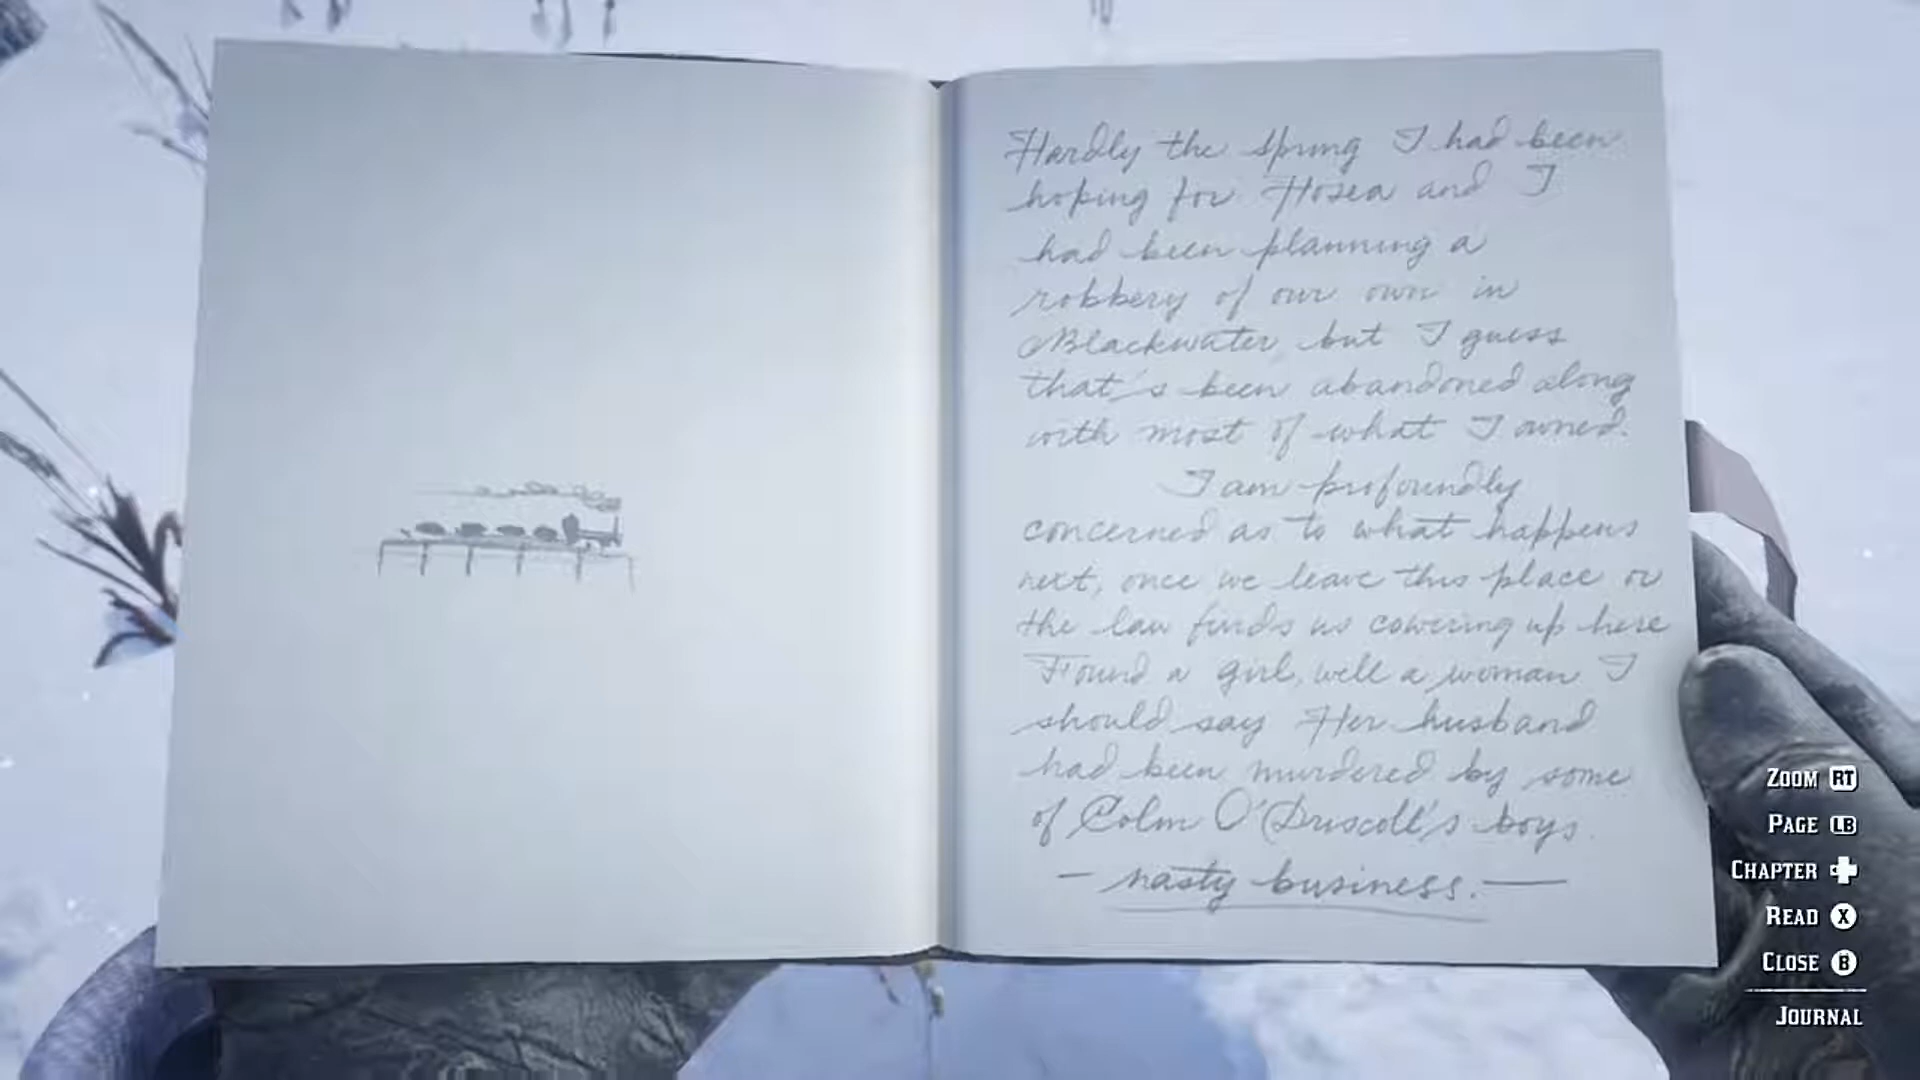 Hardly the spring I had been
hoping for. Hosea and I
had been planning a
robbery of our own in
Blackwater, but I guess
that's been abandoned along
with most of what I owned.
I am profoundly
concerned as to what happens
next, once we leave this place or
the law finds us cowering up here
Found a girl, well a woman I
should say Her husband
had been murdered by some
of Colm O'Driscoll's boys.
— nasty business. —
ZOOM RT
PAGE LB
CHAPTER
READ X
CLOSE B
JOURNAL